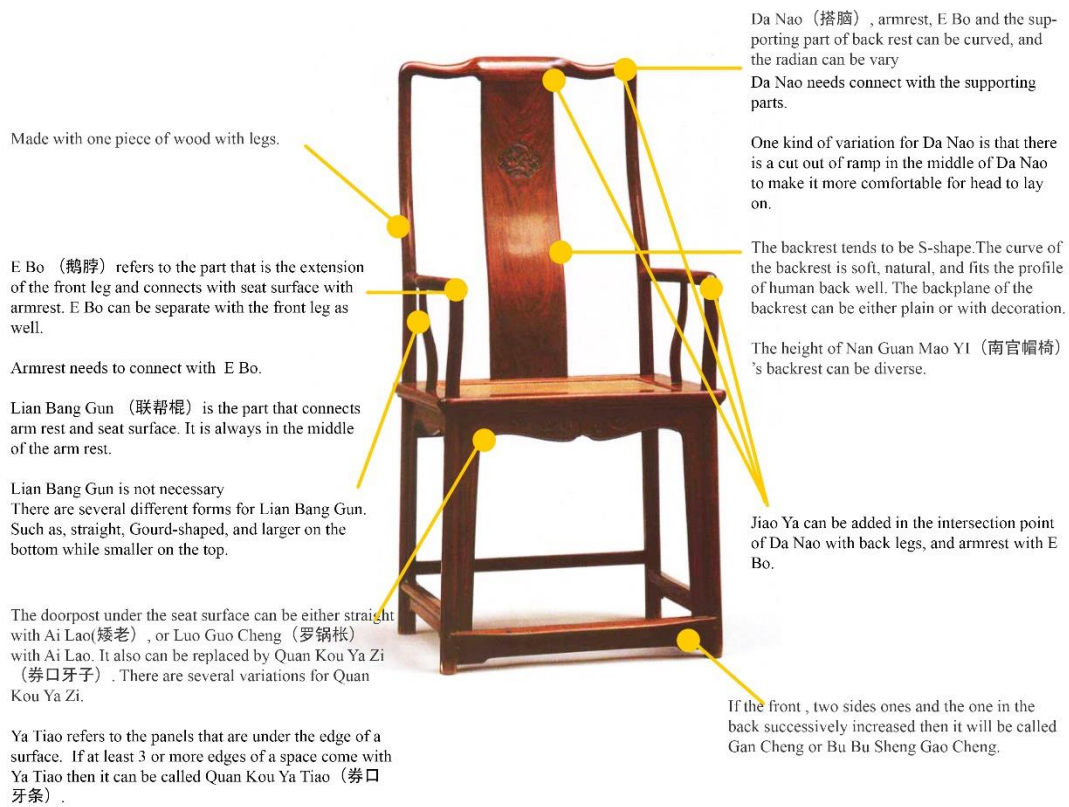 Made with one piece of wood with legs.
E Bo （鹅脖）refers to the part that is the extension
of the front leg and connects with seat surface with
armrest. E Bo can be separate with the front leg as
well.
Armrest needs to connect with E Bo.
Lian Bang Gun （联帮棍）is the part that connects
arm rest and seat surface. It is always in the middle
of the arm rest.
Lian Bang Gun is not necessary
There are several different forms for Lian Bang Gun.
Such as, straight, Gourd-shaped, and larger on the
bottom while smaller on the top.
The doorpost under the seat surface can be either straight
with Ai Lao(矮老）, or Luo Guo Cheng（罗锅枨）
with Ai Lao. It also can be replaced by Quan Kou Ya Zi
（券口牙子）. There are several variations for Quan
Kou Ya Zi.
Ya Tiao refers to the panels that are under the edge of a
surface. If at least 3 or more edges of a space come with
Ya Tiao then it can be called Quan Kou Ya Tiao（券口
牙条）.
Da Nao（搭脑）, armrest, E Bo and the sup-
porting part of back rest can be curved, and
the radian can be vary
Da Nao needs connect with the supporting
parts.
One kind of variation for Da Nao is that there
is a cut out of ramp in the middle of Da Nao
to make it more comfortable for head to lay
on.
The backrest tends to be S-shape.The curve of
the backrest is soft, natural, and fits the profile
of human back well. The backplane of the
backrest can be either plain or with decoration.
The height of Nan Guan Mao YI（南官帽椅）
's backrest can be diverse.
Jiao Ya can be added in the intersection point
of Da Nao with back legs, and armrest with E
Bo.
If the front , two sides ones and the one in the
back successively increased then it will be called
Gan Cheng or Bu Bu Sheng Gao Cheng.